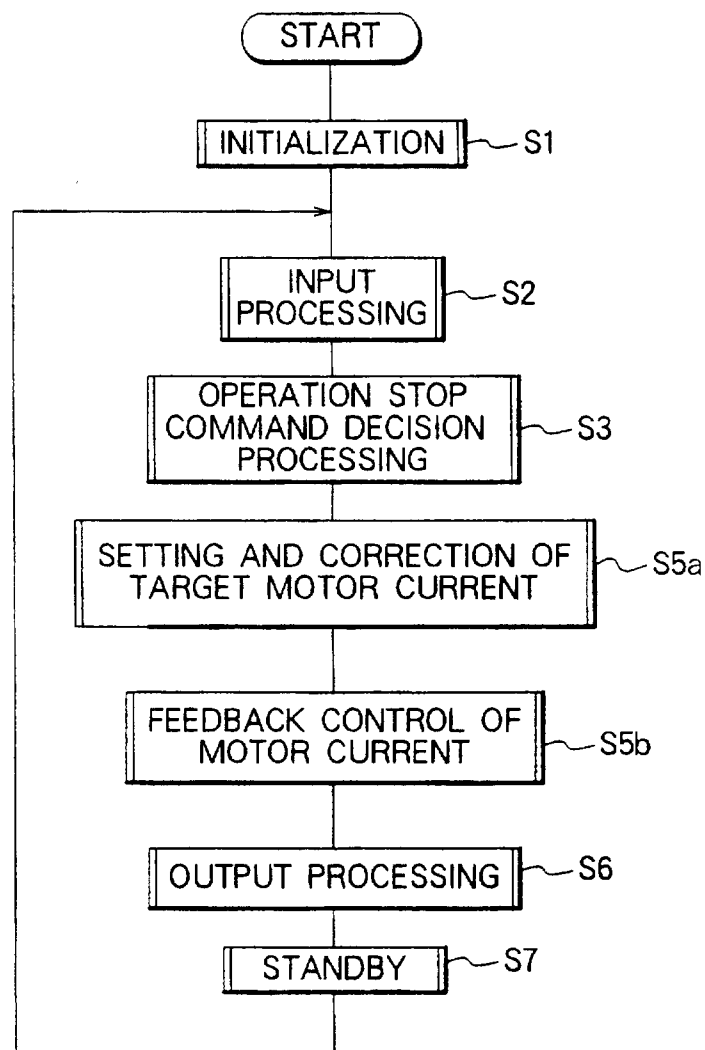 START
INITIALIZATION
S1
INPUT
PROCESSING
S2
OPERATION STOP
COMMAND DECISION
PROCESSING
S3
SETTING AND CORRECTION OF
TARGET MOTOR CURRENT
S5a
FEEDBACK CONTROL OF
MOTOR CURRENT
S5b
OUTPUT PROCESSING
S6
STANDBY
S7